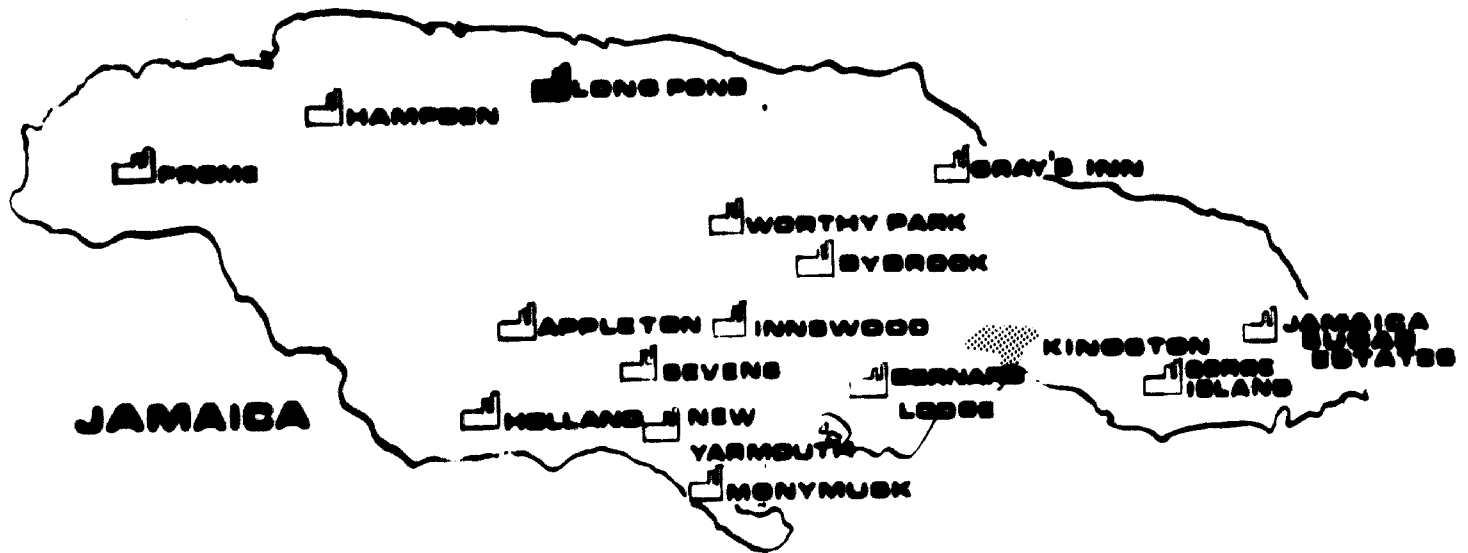 LONG POND
HAMPDEN
FROME
GRAY'S INN
WORTHY PARK
BYBROOK
APPLETON
INNSWOOD
KINGSTON
JAMAICA
SUGAR
ESTATES
SEVENS
BERNARD
LODGE
SERGE
ISLAND
JAMAICA
HOLLAND
NEW
YARMOUTH
MONYMUSK